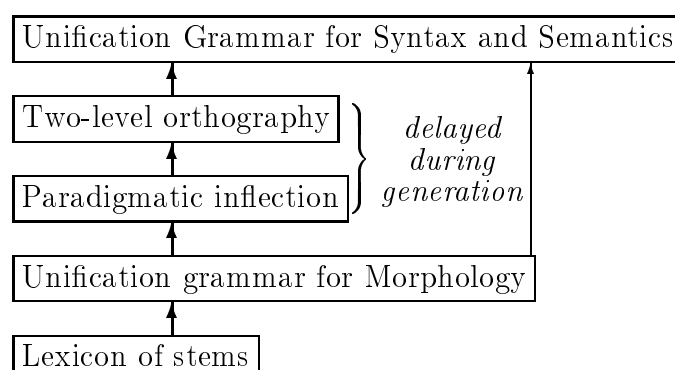 Unification Grammar for Syntax and Semantics
Two-level orthography
delayed
during
generation
Paradigmatic inflection
Unification grammar for Morphology
Lexicon of stems